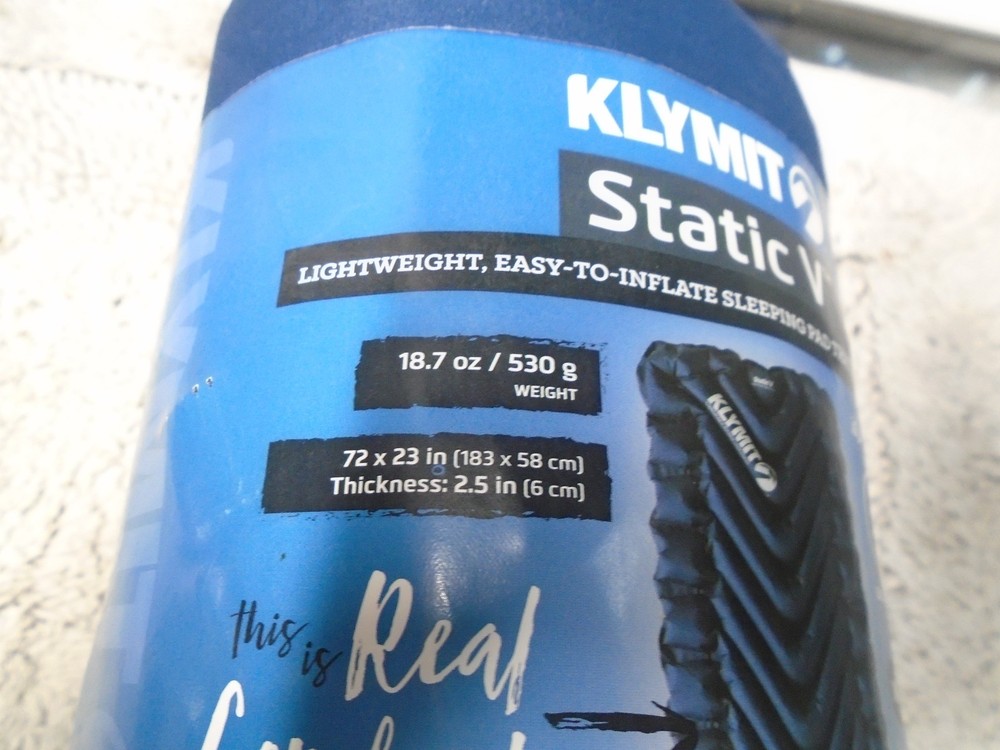 KLYMIT
Static V
LIGHTWEIGHT, EASY-TO-INFLATE SLEEPING PAD
18.7 oz / 530 g
WEIGHT
72 x 23 in (183 x 58 cm)
Thickness: 2.5 in (6 cm)
KLYMIT
this is Real